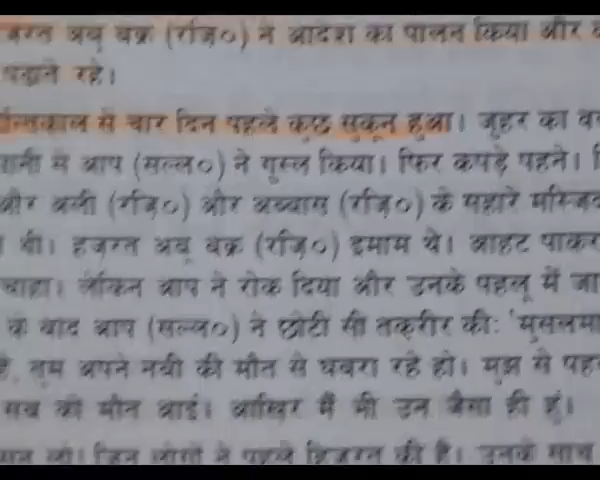 हज़रत अबू बक्र (रज़ि०) ने आदेश का पालन किया और
पढ़ाते रहे।
इन्तक़ाल से चार दिन पहले कुछ सुकून हुआ। ज़ुहर का
पानी से आप (सल्ल०) ने ग़ुस्ल किया। फिर कपड़े पहने।
और अली (रज़ि०) और अब्बास (रज़ि०) के सहारे मस्जिद
थी। हज़रत अबू बक्र (रज़ि०) इमाम थे। आहट पाकर
चाहा। लेकिन आप ने रोक दिया और उनके पहलू में जा
के बाद आप (सल्ल०) ने छोटी सी तक़रीर की: 'मुसलमा
है, तुम अपने नबी की मौत से घबरा रहे हो। मुझ से पह
सब को मौत आई। आख़िर मैं भी उन जैसा ही हूं।
सुन लो। जिन लोगों ने पहले हिजरत की है। उनके साथ